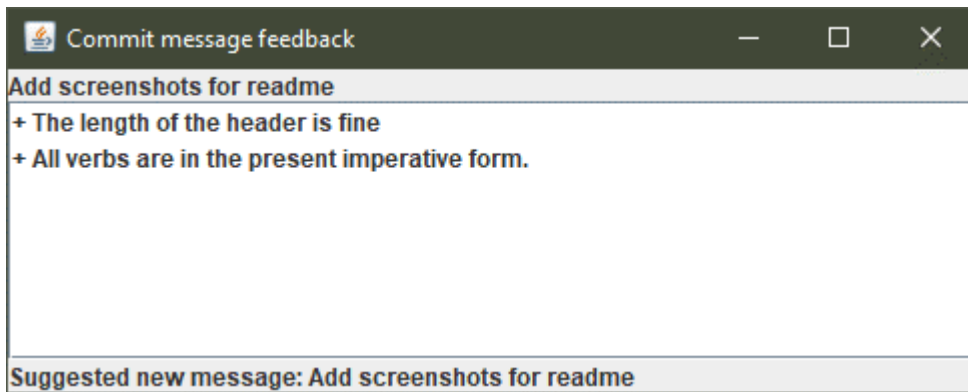 Commit message feedback
Add screenshots for readme
+ The length of the header is fine
+ All verbs are in the present imperative form.
Suggested new message: Add screenshots for readme